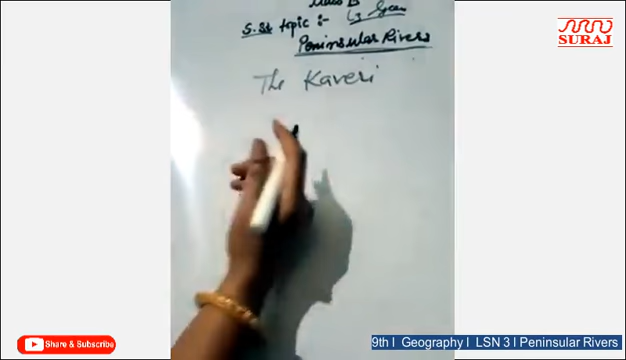 S.St topic :-
Peninsular Rivers
The Kaveri
SURAJ
Share & Subscribe
9th I Geography I LSN 3 I Peninsular Rivers